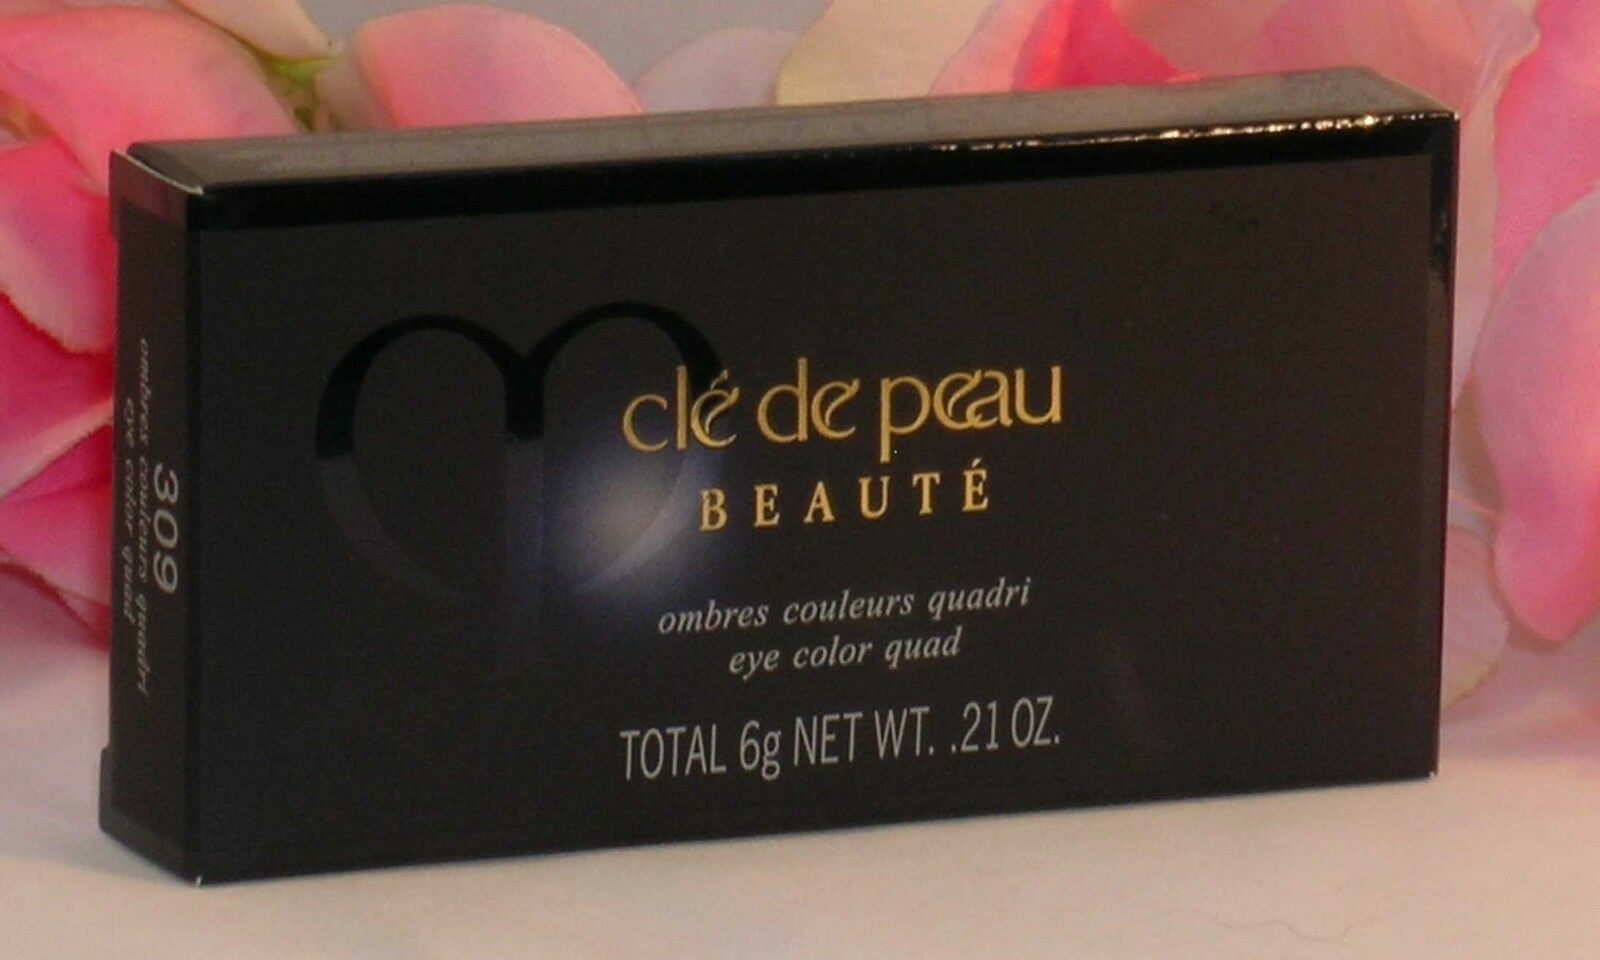 clé de peau
BEAUTÉ
ombres couleurs quadri
eye color quad
TOTAL 6g NET WT. .21 OZ.
309
ombres couleurs quadri
eye color quad